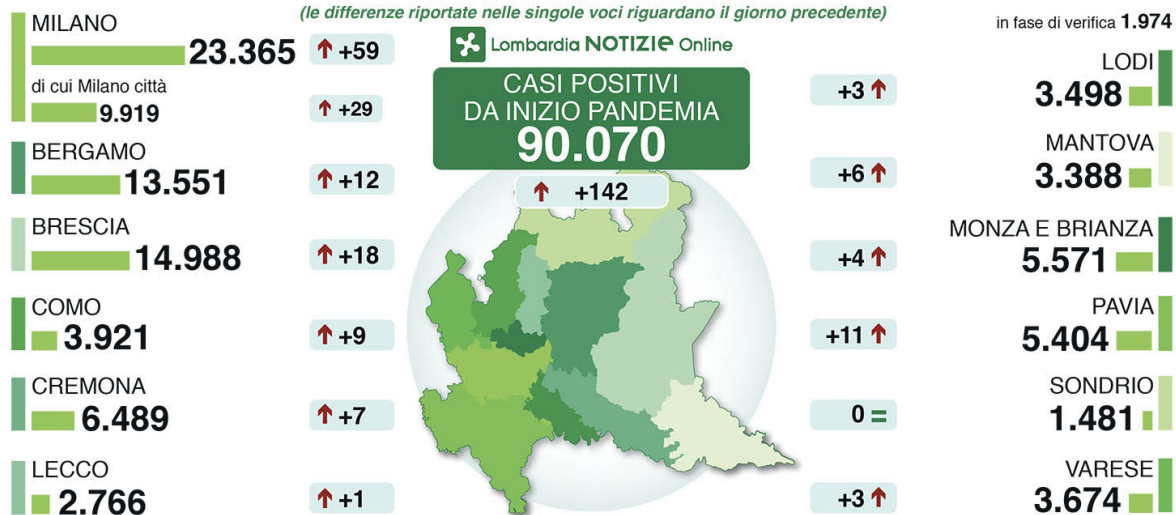 (le differenze riportate nelle singole voci riguardano il giorno precedente)
Lombardia NOTIZIE Online
CASI POSITIVI
DA INIZIO PANDEMIA
90.070
+142
MILANO
23.365 +59
di cui Milano città
9.919 +29
BERGAMO
13.551 +12
BRESCIA
14.988 +18
COMO
3.921 +9
CREMONA
6.489 +7
LECCO
2.766 +1
in fase di verifica 1.974
LODI
+3 3.498
MANTOVA
+6 3.388
MONZA E BRIANZA
+4 5.571
PAVIA
+11 5.404
SONDRIO
0 = 1.481
VARESE
+3 3.674